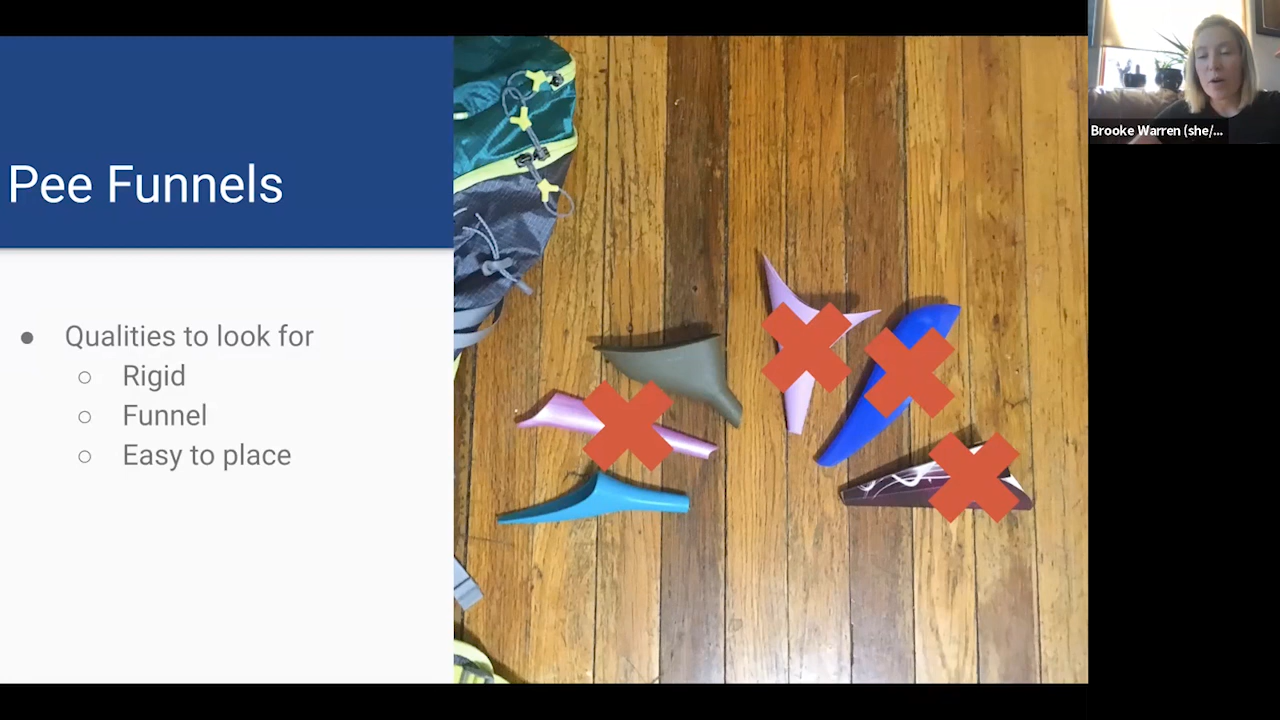 Pee Funnels
● Qualities to look for
○ Rigid
○ Funnel
○ Easy to place
Brooke Warren (she/...